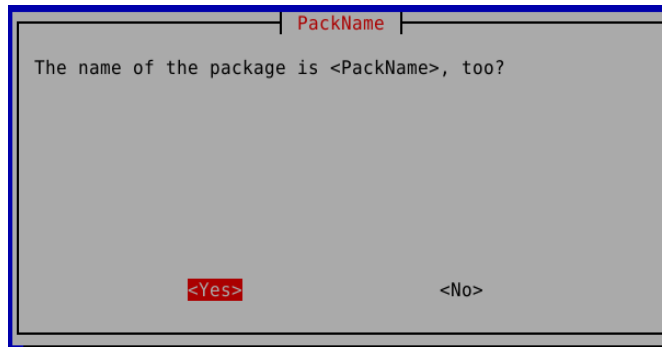 PackName
The name of the package is <PackName>, too?
<Yes> <No>